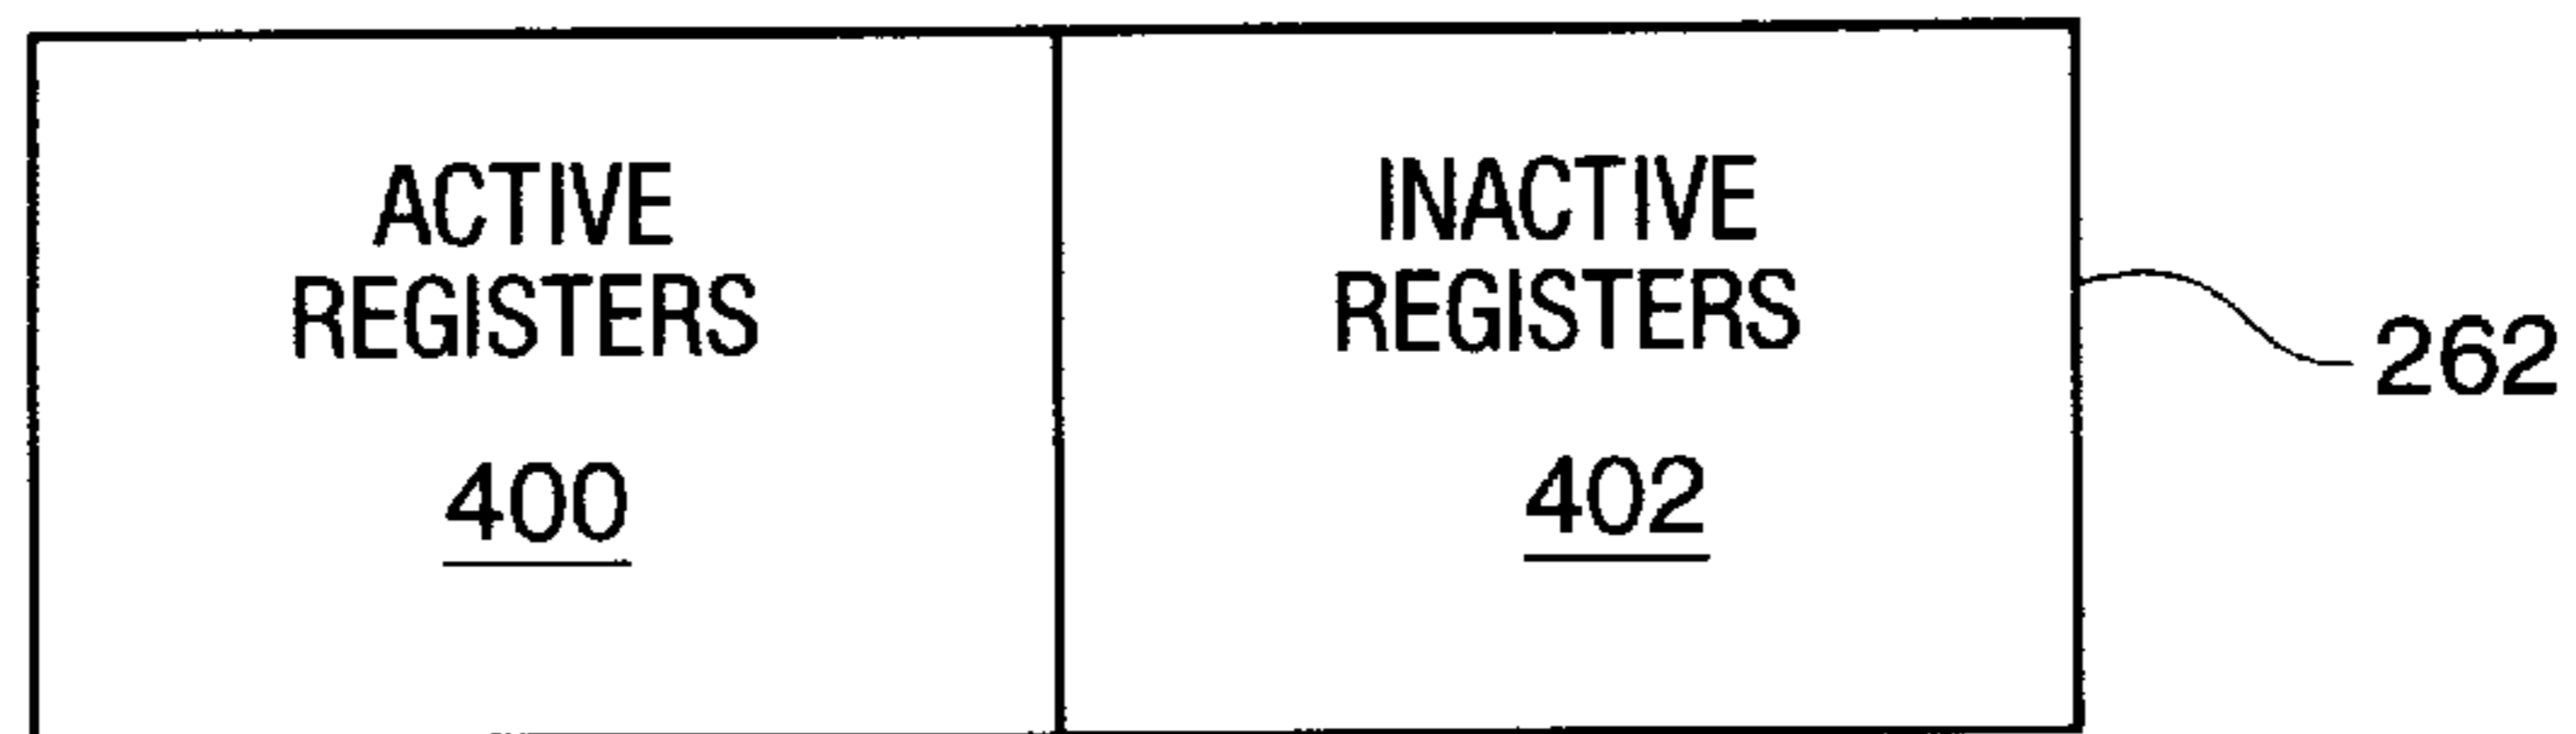 ACTIVE
REGISTERS
400
INACTIVE
REGISTERS
402
262